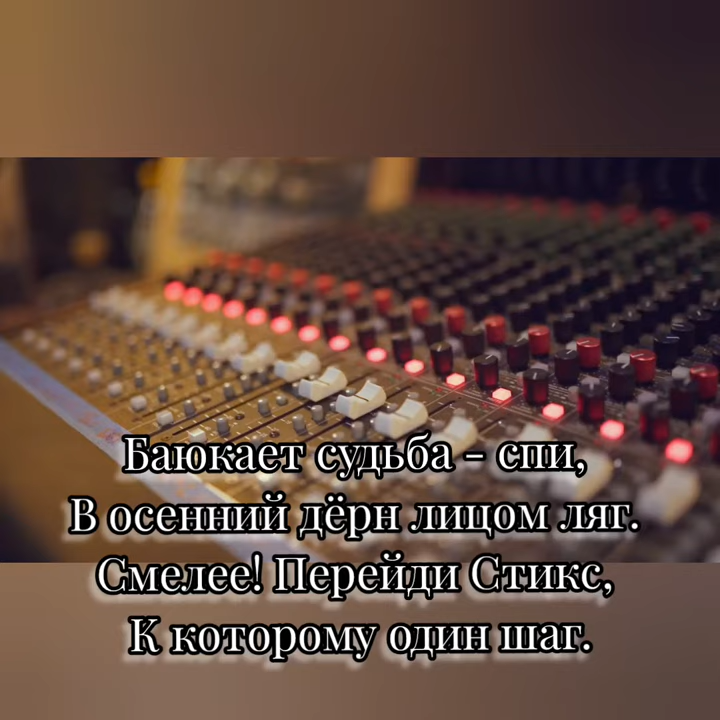 Баюкает судьба - спи,
В осенний дёрн лицом ляг.
Смелее! Перейди Стикс,
К которому один шаг.